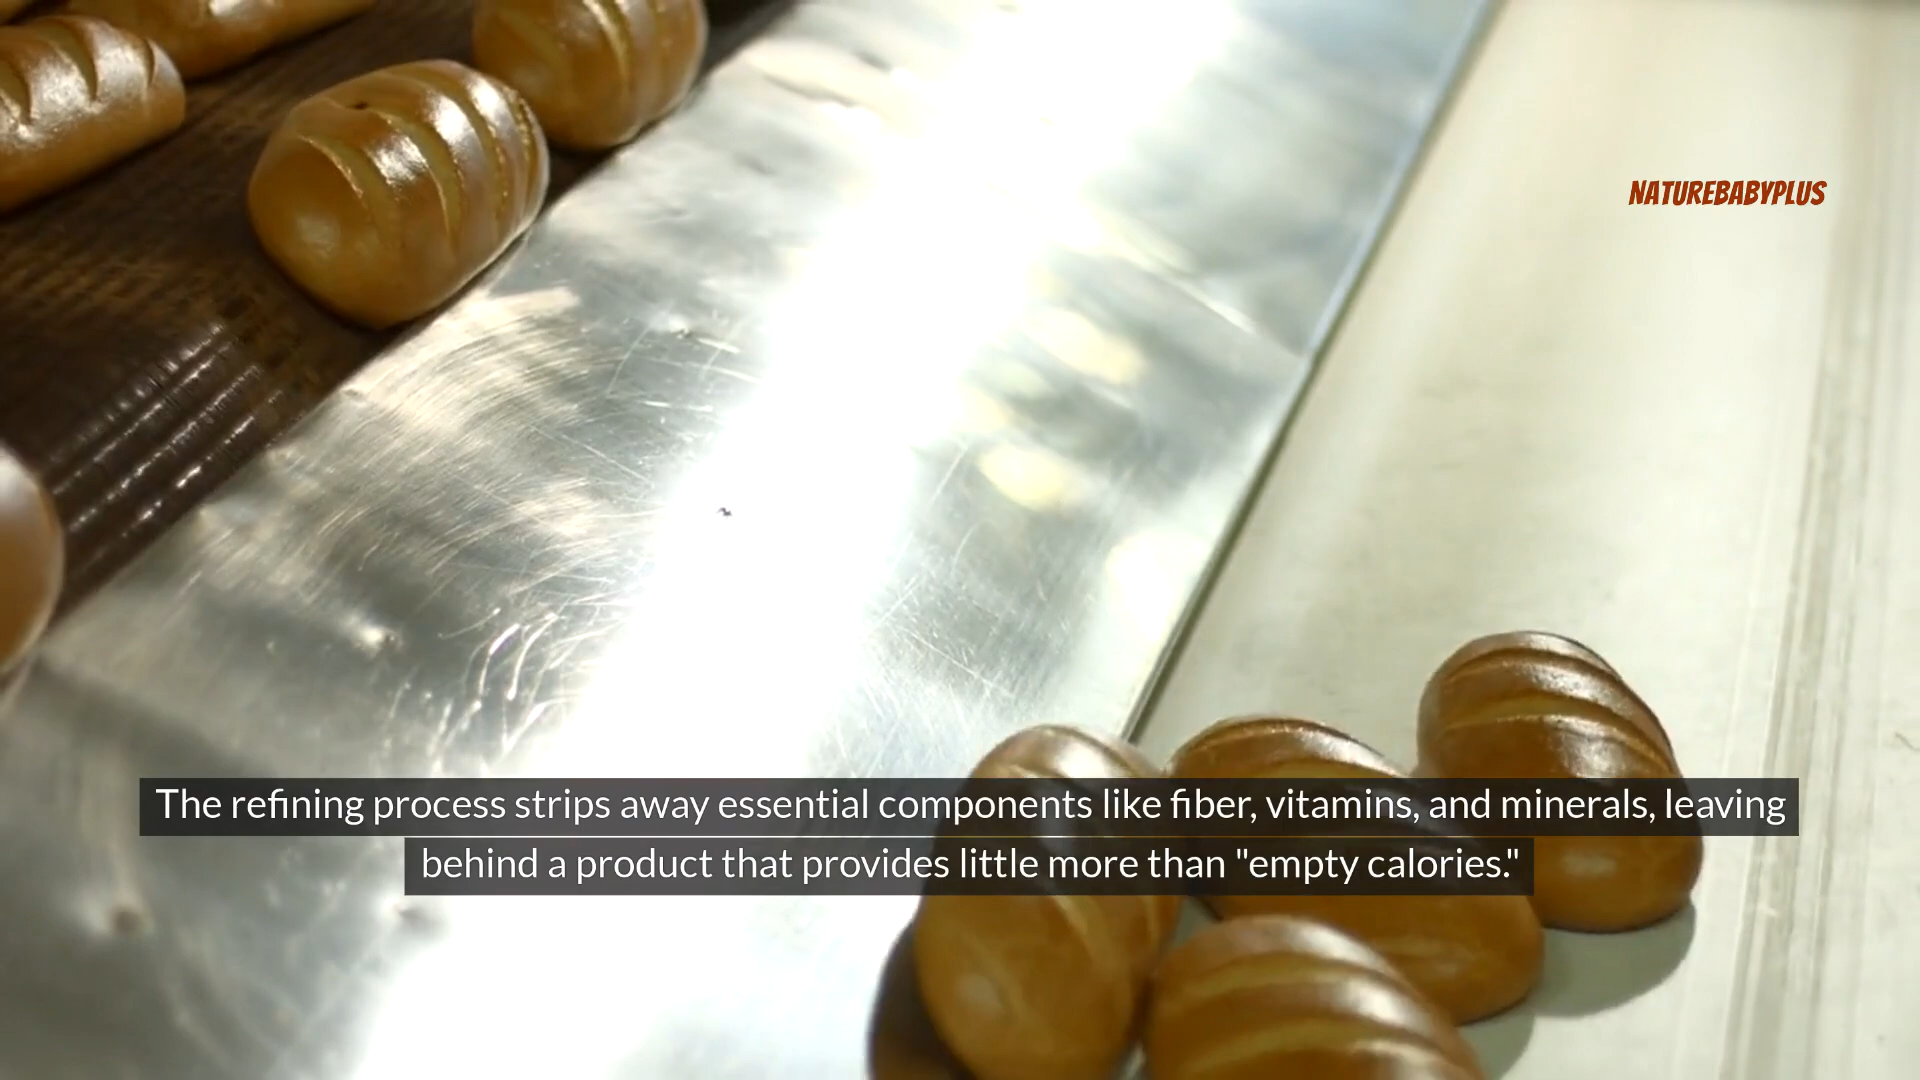 NATUREBABYPLUS
The refining process strips away essential components like fiber, vitamins, and minerals, leaving
behind a product that provides little more than "empty calories."